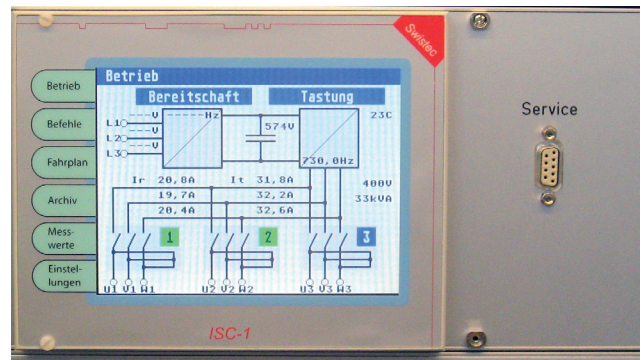 Swistec
Betrieb
Betrieb
Bereitschaft Tastung
---- V ------ Hz 23C
L1 574V
---- V
Befehle
L2
---- V
L3
Service
Fahrplan
730,0Hz
Ir 20,8A It 31,8A 400V
19,7A 32,2A 33kVA
Archiv
20,4A 32,6A
Mess-
werte
1 2 3
Einstel-
lungen
U1 V1 W1 U2 V2 W2 U3 V3 W3
ISC-1